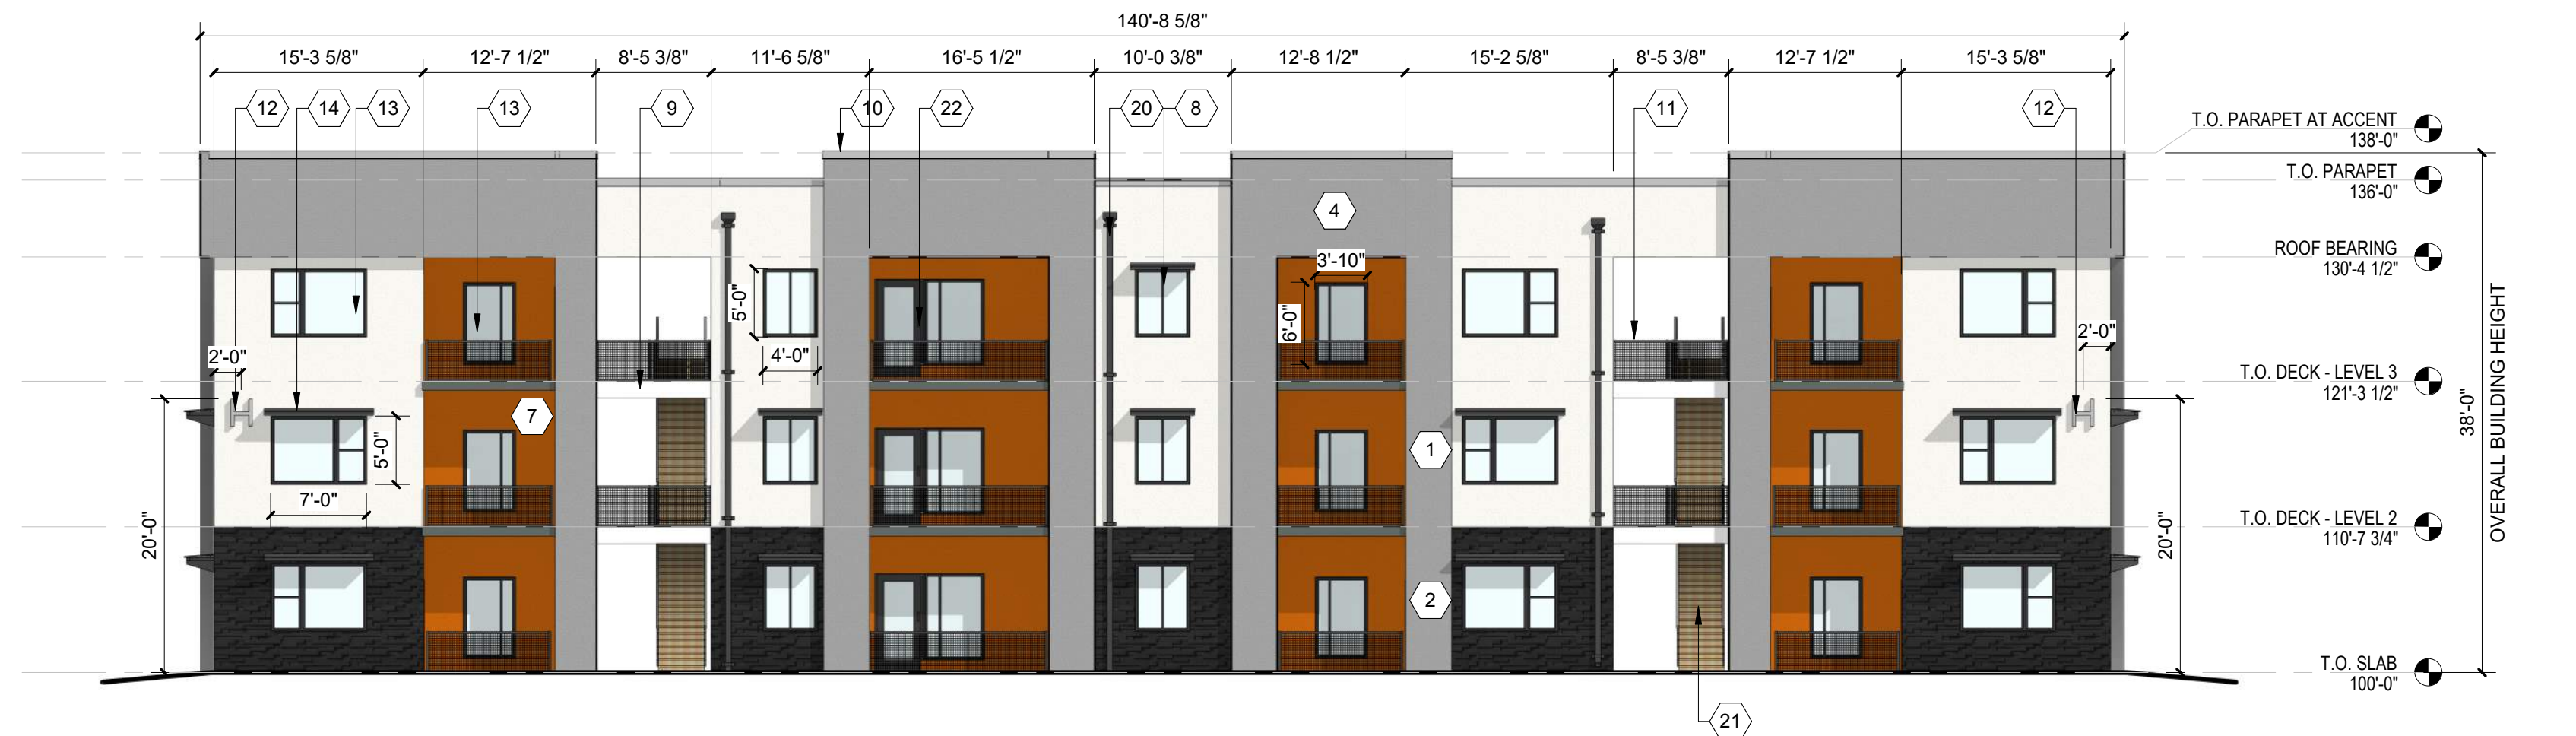 140'-8 5/8"
15'-3 5/8" 12'-7 1/2" 8'-5 3/8" 11'-6 5/8" 16'-5 1/2" 10'-0 3/8" 12'-8 1/2" 15'-2 5/8" 8'-5 3/8" 12'-7 1/2" 15'-3 5/8"
12 14 13 13 9 10 22 20 8 11 12
T.O. PARAPET AT ACCENT
138'-0"
T.O. PARAPET
136'-0"
4
ROOF BEARING
130'-4 1/2"
3'-10"
5'-0"
6'-0"
4'-0"
2'-0"
2'-0"
T.O. DECK - LEVEL 3
121'-3 1/2"
H
7
H
38'-0"
OVERALL BUILDING HEIGHT
5'-0"
1
7'-0"
20'-0"
20'-0"
T.O. DECK - LEVEL 2
110'-7 3/4"
2
T.O. SLAB
100'-0"
21